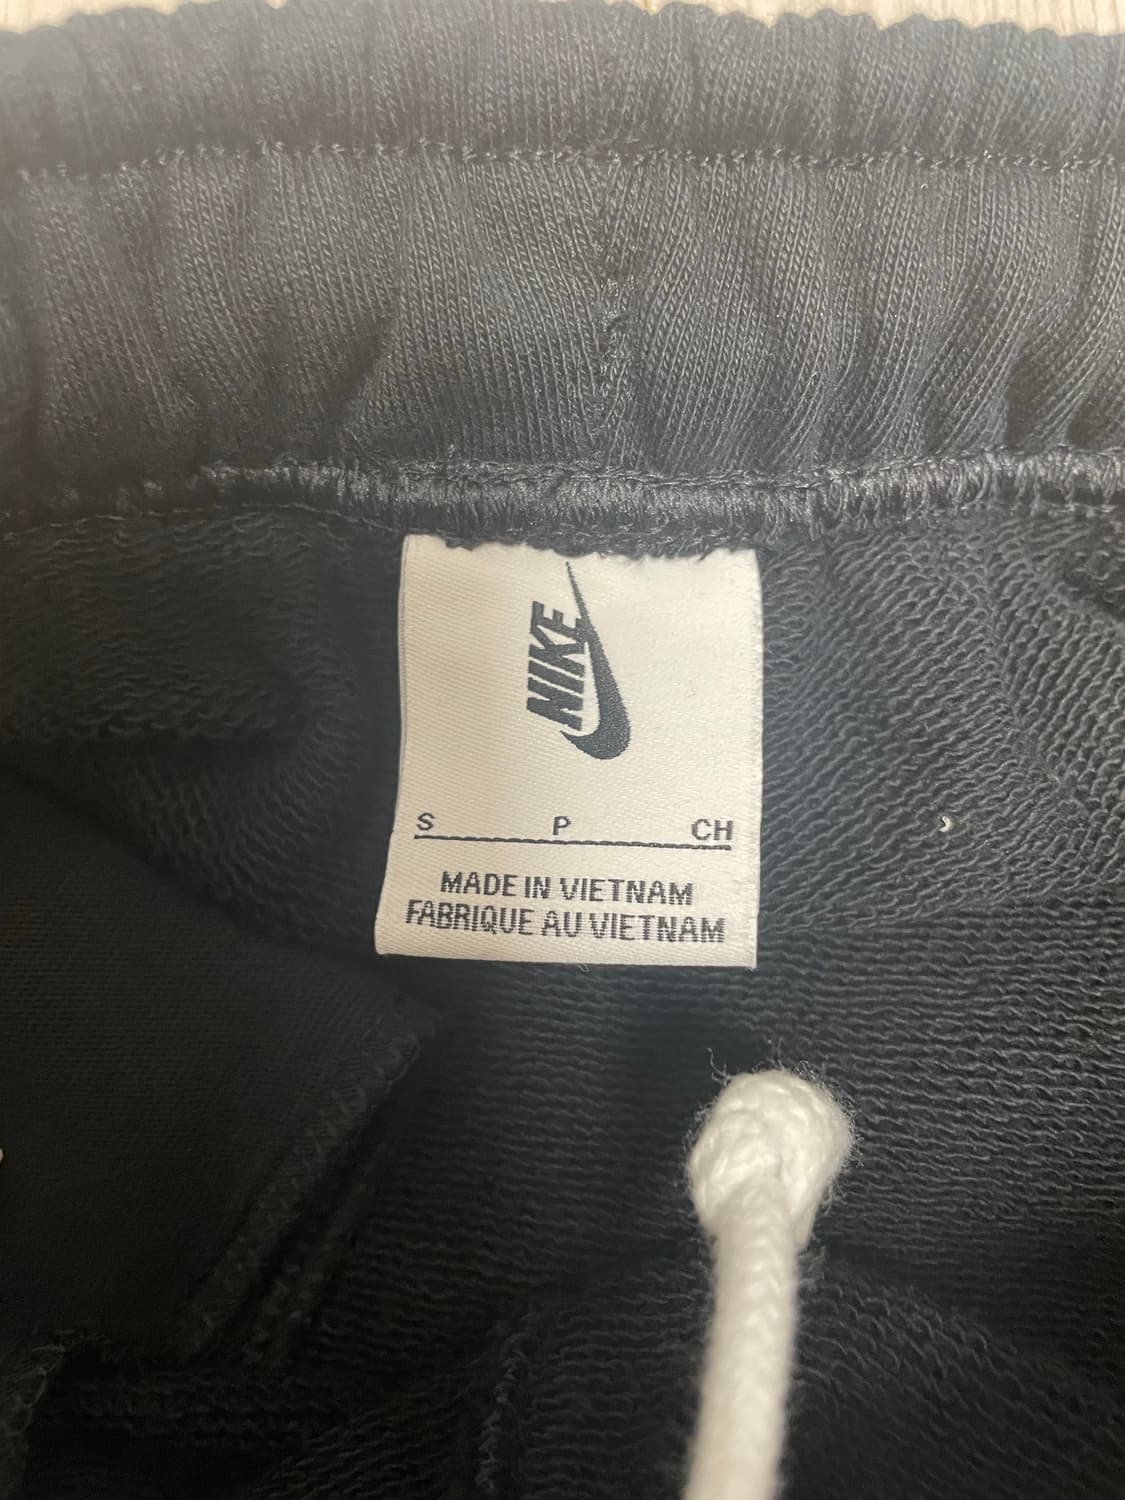 NIKE
S P CH
MADE IN VIETNAM
FABRIQUE AU VIETNAM